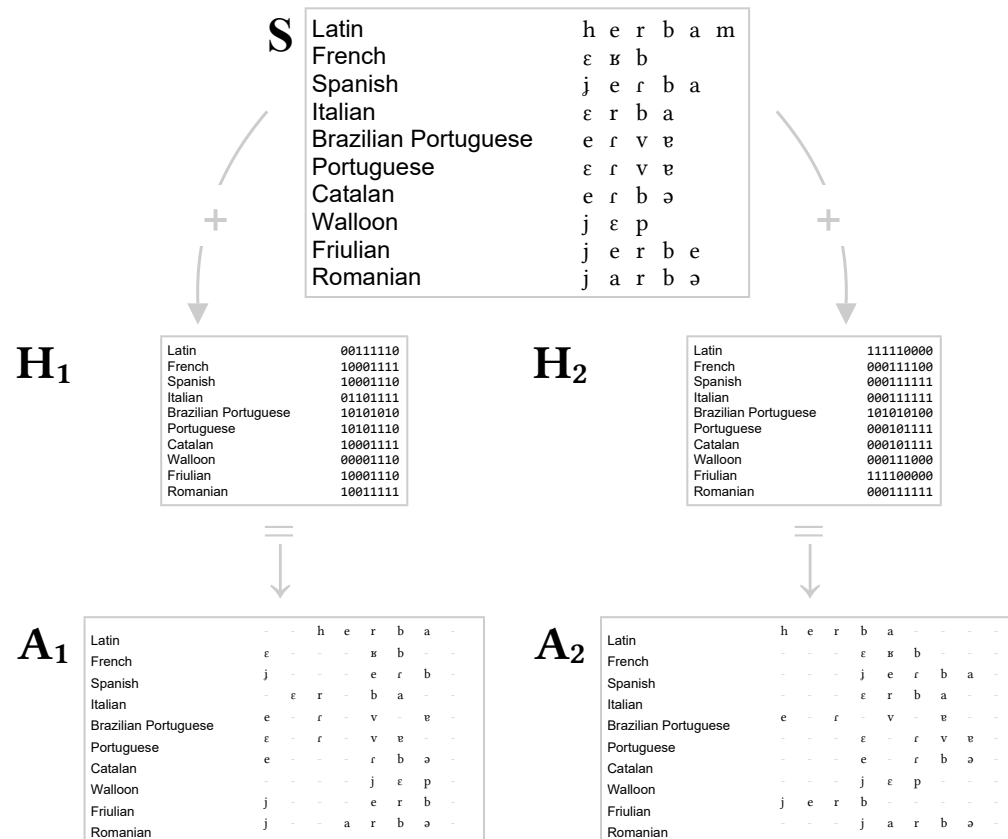 S
Latin h e r b a m
French ɛ ʁ b
Spanish ʝ e ɾ b a
Italian ɛ r b a
Brazilian Portuguese e ɾ v ɐ
Portuguese ɛ ɾ v ɐ
Catalan e ɾ b ə
Walloon j ɛ p
Friulian j e r b e
Romanian j a r b ə
+
+
H1
Latin 00111110
French 10001111
Spanish 10001110
Italian 01101111
Brazilian Portuguese 10101010
Portuguese 10101110
Catalan 10001111
Walloon 00001110
Friulian 10001110
Romanian 10011111
H2
Latin 111110000
French 000111100
Spanish 000111111
Italian 000111111
Brazilian Portuguese 101010100
Portuguese 000101111
Catalan 000101111
Walloon 000111000
Friulian 111100000
Romanian 000111111
A1
Latin - - h e r b a -
French ɛ - - - ʁ b - -
Spanish ʝ - - - e ɾ b -
Italian - ɛ r - b a - -
Brazilian Portuguese e - ɾ - v - ɐ -
Portuguese ɛ - ɾ - v ɐ - -
Catalan e - - - ɾ b ə -
Walloon - - - - j ɛ p -
Friulian j - - - e r b -
Romanian j - - a r b ə -
A2
Latin h e r b a - - - -
French - - - ɛ ʁ b - - -
Spanish - - - ʝ e ɾ b a -
Italian - - - ɛ r b a - -
Brazilian Portuguese e - ɾ - v - ɐ - -
Portuguese - - - ɛ - ɾ v ɐ -
Catalan - - - e - ɾ b ə -
Walloon - - - j ɛ p - - -
Friulian j e r b - - - - -
Romanian - - - j a r b ə -